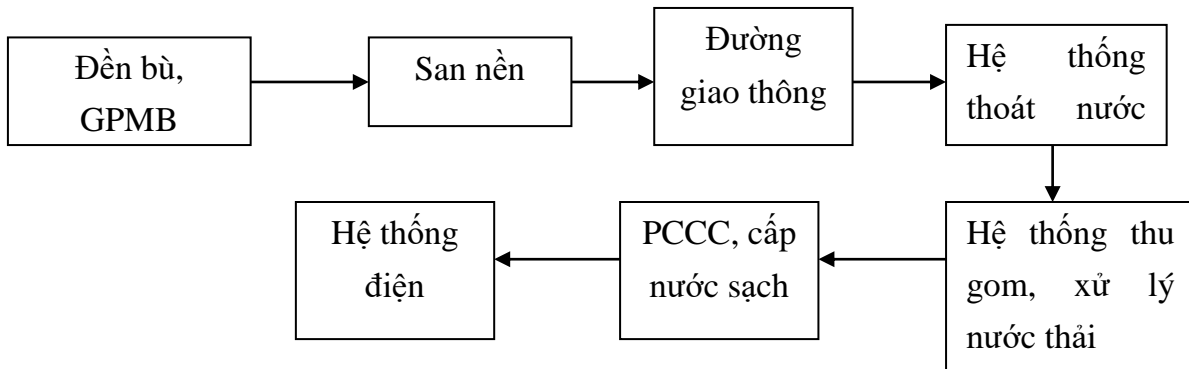 Đền bù,
GPMB
San nền
Đường
giao thông
Hệ thống
thoát nước
Hệ thống thu
gom, xử lý
nước thải
PCCC, cấp
nước sạch
Hệ thống
điện